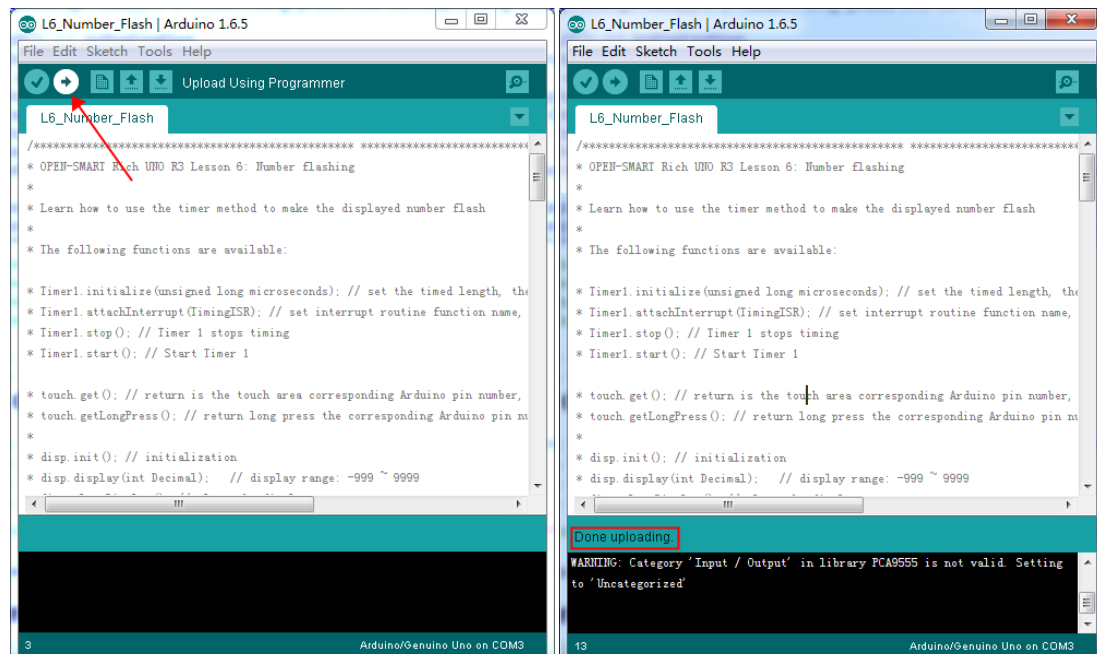 L6_Number_Flash | Arduino 1.6.5
File Edit Sketch Tools Help
Upload Using Programmer
L6_Number_Flash
/************************************************* **************************
* OPEN-SMART Rich UNO R3 Lesson 6: Number flashing
*
* Learn how to use the timer method to make the displayed number flash
*
* The following functions are available:
* Timer1.initialize(unsigned long microseconds); // set the timed length, the
* Timer1.attachInterrupt(TimingISR); // set interrupt routine function name,
* Timer1.stop(); // Timer 1 stops timing
* Timer1.start(); // Start Timer 1
* touch.get(); // return is the touch area corresponding Arduino pin number,
* touch.getLongPress(); // return long press the corresponding Arduino pin nu
*
* disp.init(); // initialization
* disp.display(int Decimal); // display range: -999 ~ 9999
3
Arduino/Genuino Uno on COM3
L6_Number_Flash | Arduino 1.6.5
File Edit Sketch Tools Help
L6_Number_Flash
/************************************************* **************************
* OPEN-SMART Rich UNO R3 Lesson 6: Number flashing
*
* Learn how to use the timer method to make the displayed number flash
*
* The following functions are available:
* Timer1.initialize(unsigned long microseconds); // set the timed length, the
* Timer1.attachInterrupt(TimingISR); // set interrupt routine function name,
* Timer1.stop(); // Timer 1 stops timing
* Timer1.start(); // Start Timer 1
* touch.get(); // return is the touch area corresponding Arduino pin number,
* touch.getLongPress(); // return long press the corresponding Arduino pin nu
*
* disp.init(); // initialization
* disp.display(int Decimal); // display range: -999 ~ 9999
Done uploading.
WARNING: Category 'Input / Output' in library PCA9555 is not valid. Setting
to 'Uncategorized'
13
Arduino/Genuino Uno on COM3